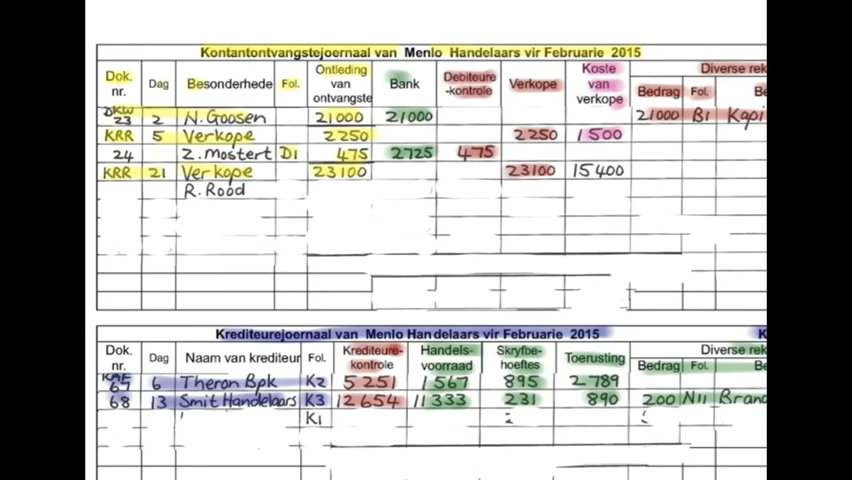 Kontantontvangstejoernaal van Menlo Handelaars vir Februarie 2015
Dok. nr. Dag Besonderhede Fol. Ontleding van ontvangste Bank Debiteure -kontrole Verkope Koste van verkope Diverse rek
Bedrag Fol. Be
DKW 23 2 N. Goosen 21000 21000 21000 B1 Kapi
KRR 5 Verkope 2250 2250 1500
24 Z. Mostert D1 475 2725 475
KRR 21 Verkope 23100 23100 15400
R. Rood
Krediteurejoernaal van Menlo Handelaars vir Februarie 2015 K
Dok. nr. Dag Naam van krediteur Fol. Krediteure-kontrole Handels-voorraad Skryfbe-hoeftes Toerusting Diverse rek
Bedrag Fol. Be
67 6 Theron Bpk K2 5251 1567 895 2789
68 13 Smit Handelaars K3 12654 11333 231 890 200 N11 Brand
K1